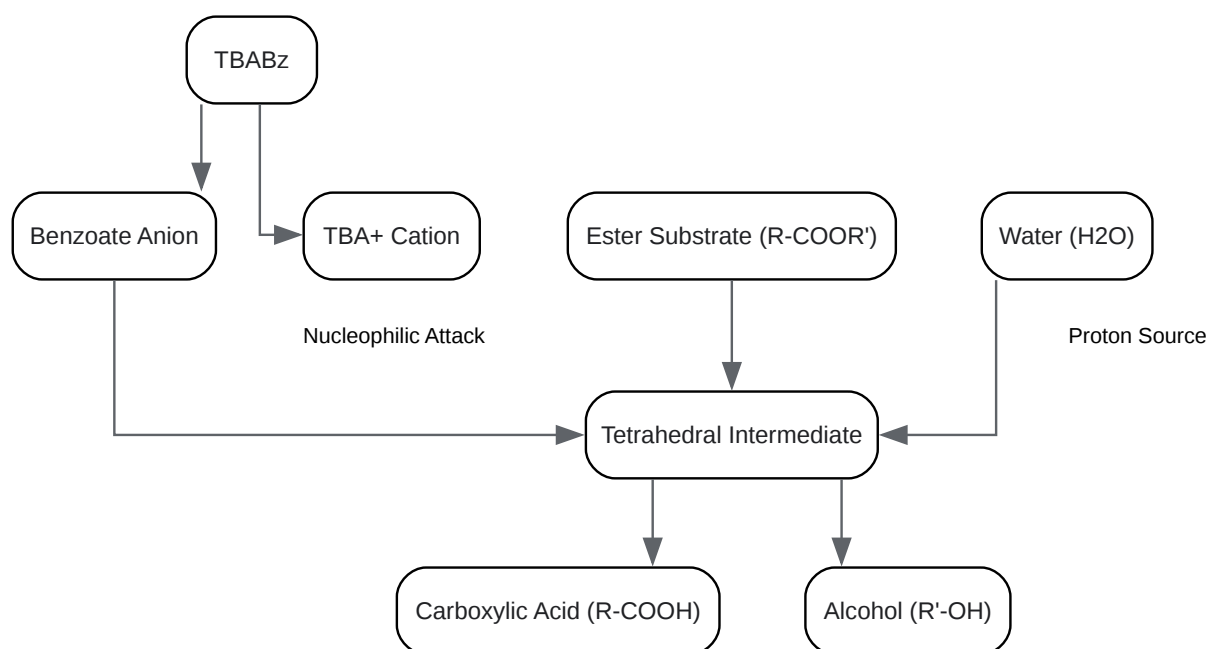 TBABz
Benzoate Anion
TBA+ Cation
Ester Substrate (R-COOR')
Water (H2O)
Nucleophilic Attack
Proton Source
Tetrahedral Intermediate
Carboxylic Acid (R-COOH)
Alcohol (R'-OH)